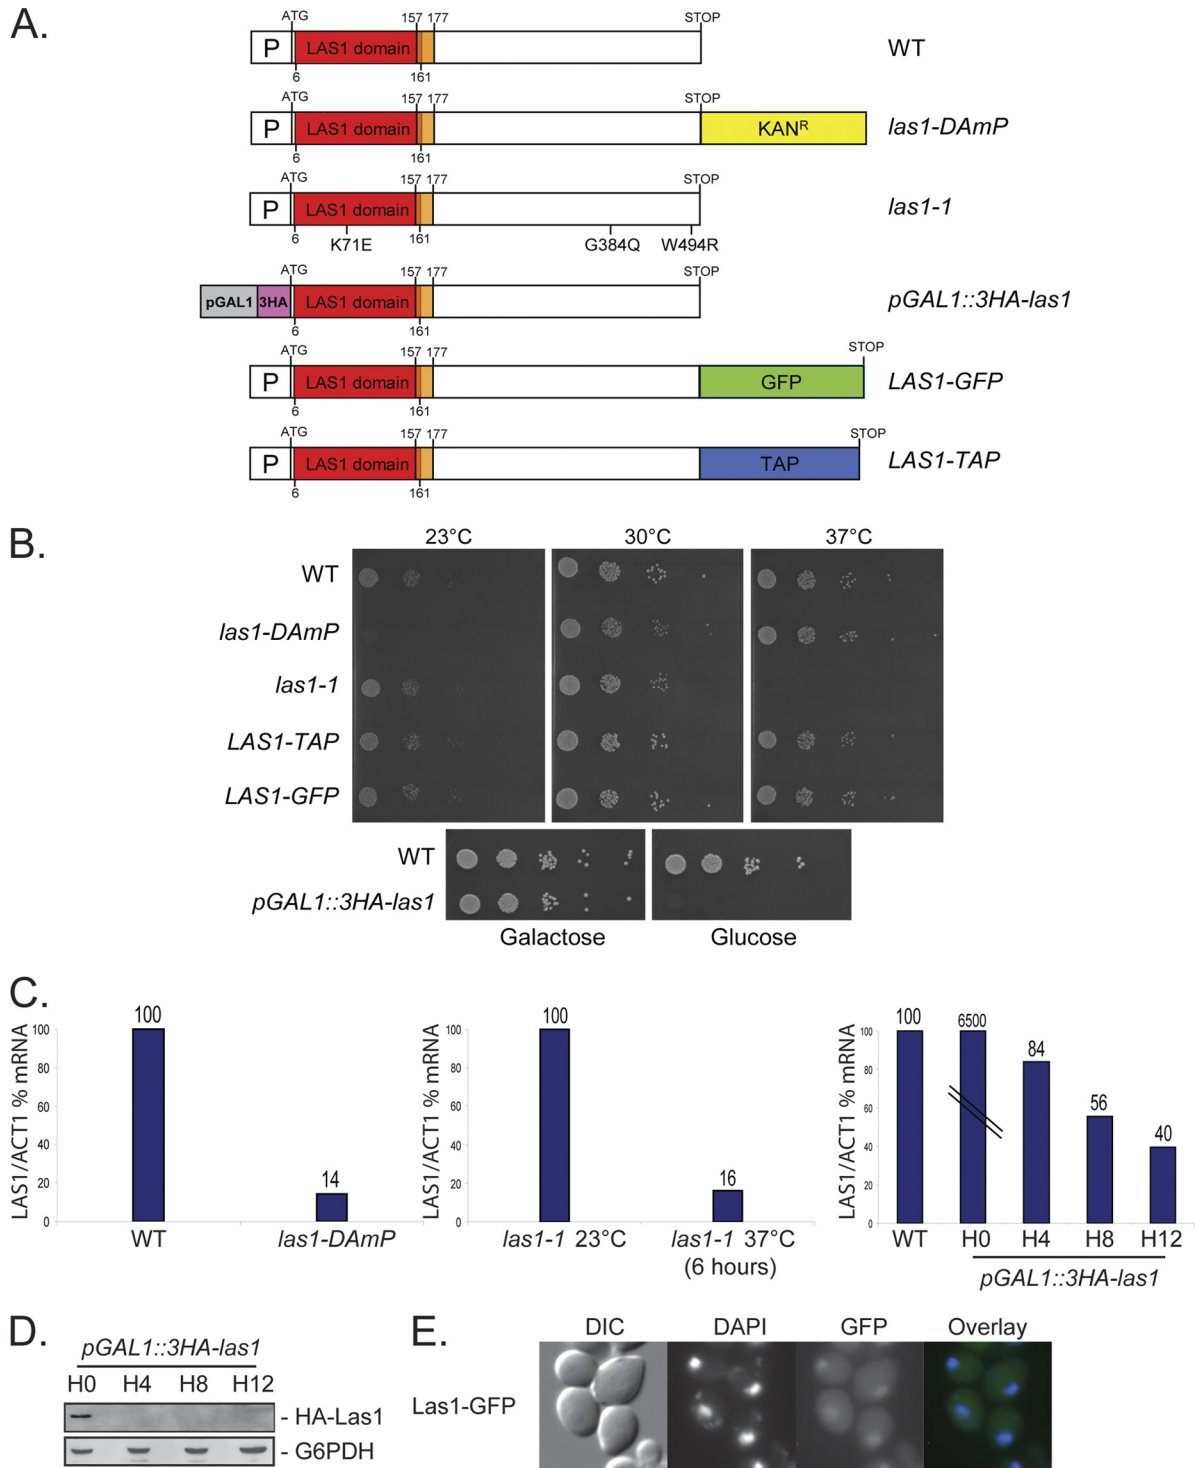 A.
ATG 157 177 STOP
P LAS1 domain WT
6 161
ATG 157 177 STOP
P LAS1 domain KANᴿ las1-DAmP
6 161
ATG 157 177 STOP
P LAS1 domain las1-1
6 K71E 161 G384Q W494R
ATG 157 177 STOP
pGAL1 3HA LAS1 domain pGAL1::3HA-las1
6 161
ATG 157 177 STOP
P LAS1 domain GFP LAS1-GFP
6 161
ATG 157 177 STOP
P LAS1 domain TAP LAS1-TAP
6 161
B.
23°C 30°C 37°C
WT
las1-DAmP
las1-1
LAS1-TAP
LAS1-GFP
WT
pGAL1::3HA-las1
Galactose Glucose
C.
LAS1/ACT1 % mRNA
100
80
60
40
20
0
100 14
WT las1-DAmP
LAS1/ACT1 % mRNA
100
80
60
40
20
0
100 16
las1-1 23°C las1-1 37°C
(6 hours)
LAS1/ACT1 % mRNA
100
80
60
40
20
0
100 6500 84 56 40
WT H0 H4 H8 H12
pGAL1::3HA-las1
D.
pGAL1::3HA-las1
H0 H4 H8 H12
- HA-Las1
- G6PDH
E.
DIC DAPI GFP Overlay
Las1-GFP